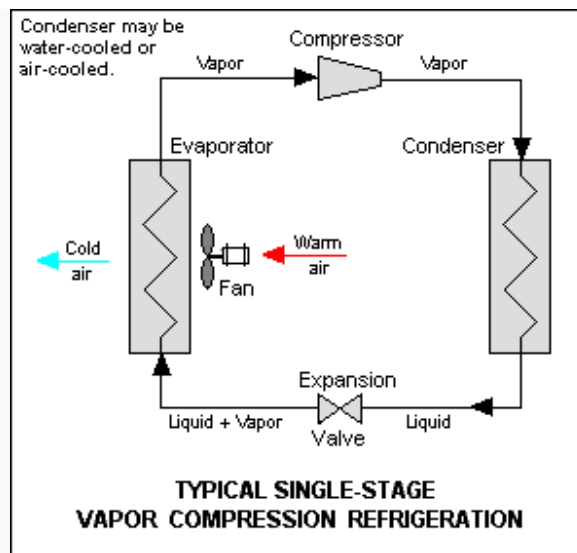 Condenser may be
water-cooled or
air-cooled.
Compressor
Vapor
Vapor
Evaporator
Condenser
Cold
air
Warm
air
Fan
Expansion
Valve
Liquid + Vapor
Liquid
TYPICAL SINGLE-STAGE
VAPOR COMPRESSION REFRIGERATION